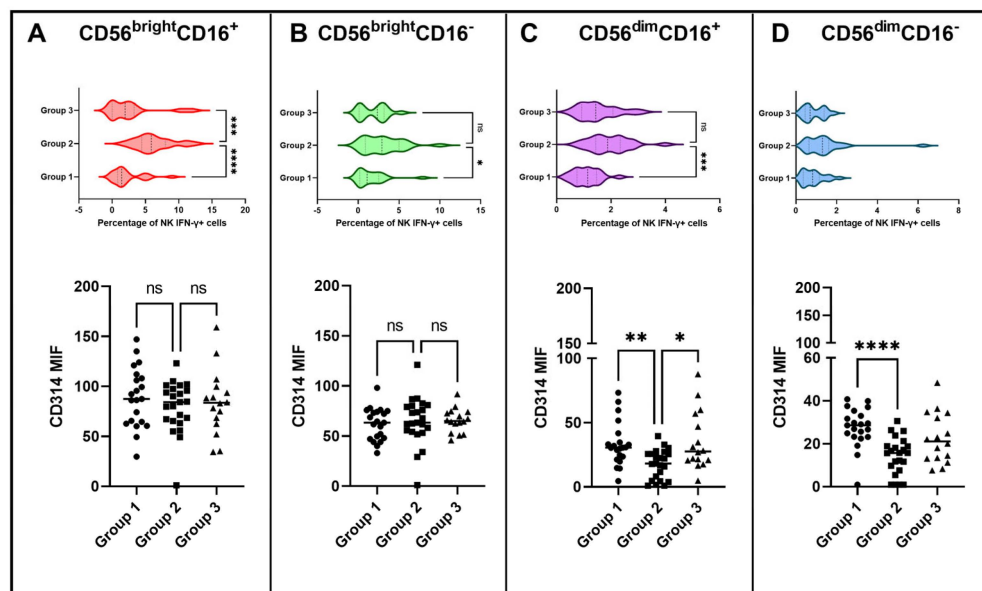 A CD56brightCD16+
Group 3
Group 2
Group 1
***
****
-5 0 5 10 15 20
Percentage of NK IFN-γ+ cells
200
150
100
50
0
CD314 MIF
ns ns
Group 1 Group 2 Group 3
B CD56brightCD16-
Group 3
Group 2
Group 1
ns
*
-5 0 5 10 15
Percentage of NK IFN-γ+ cells
200
150
100
50
0
CD314 MIF
ns ns
Group 1 Group 2 Group 3
C CD56dimCD16+
Group 3
Group 2
Group 1
ns
***
0 2 4 6
Percentage of NK IFN-γ+ cells
200
150
100
50
0
CD314 MIF
** *
Group 1 Group 2 Group 3
D CD56dimCD16-
Group 3
Group 2
Group 1
0 2 4 6 8
Percentage of NK IFN-γ+ cells
200
150
100
60
40
20
0
CD314 MIF
****
Group 1 Group 2 Group 3